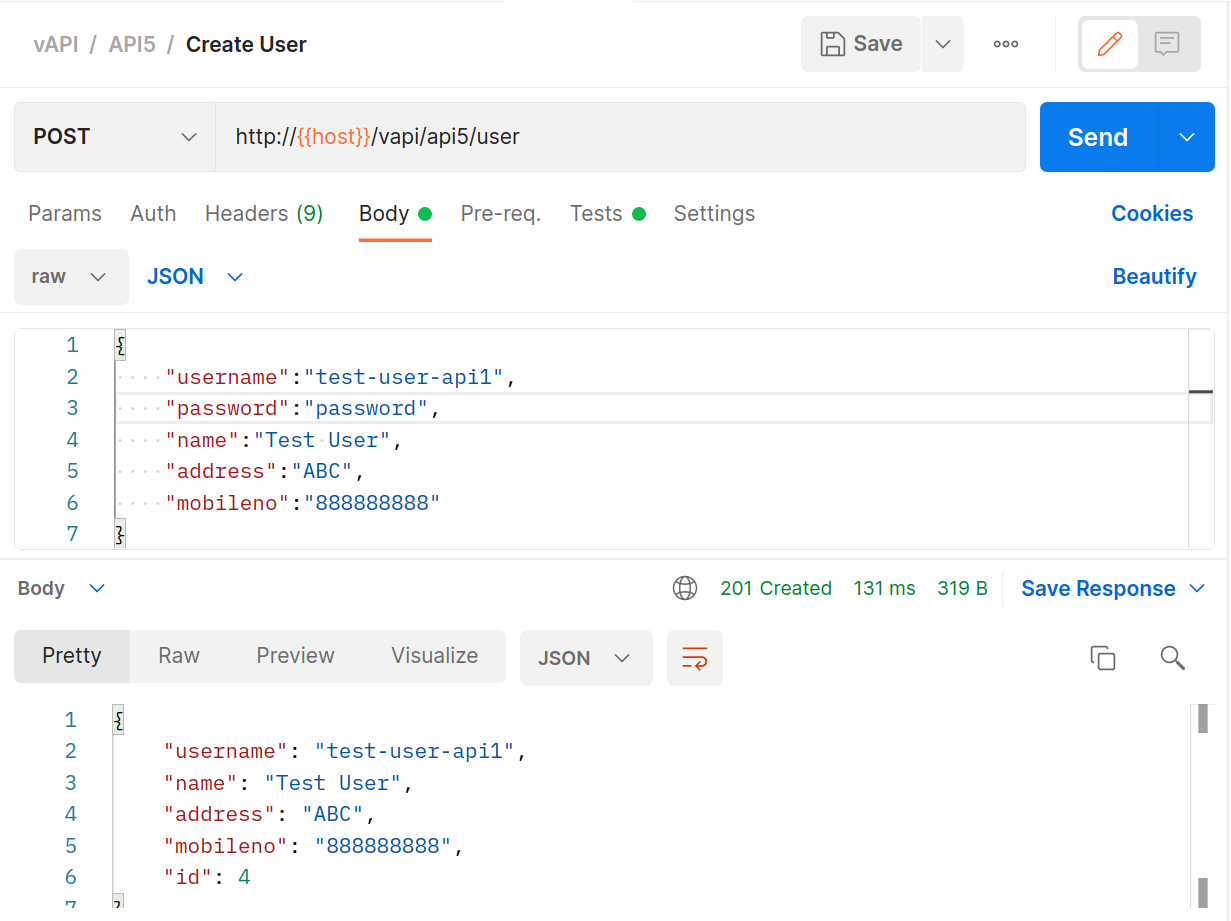 vAPI / API5 / Create User Save
POST http://{{host}}/vapi/api5/user Send
Params Auth Headers (9) Body Pre-req. Tests Settings Cookies
raw JSON Beautify
1 {
2 "username":"test-user-api1",
3 "password":"password",
4 "name":"Test User",
5 "address":"ABC",
6 "mobileno":"888888888"
7 }
Body 201 Created 131 ms 319 B Save Response
Pretty Raw Preview Visualize JSON
1 {
2 "username": "test-user-api1",
3 "name": "Test User",
4 "address": "ABC",
5 "mobileno": "888888888",
6 "id": 4
7 }